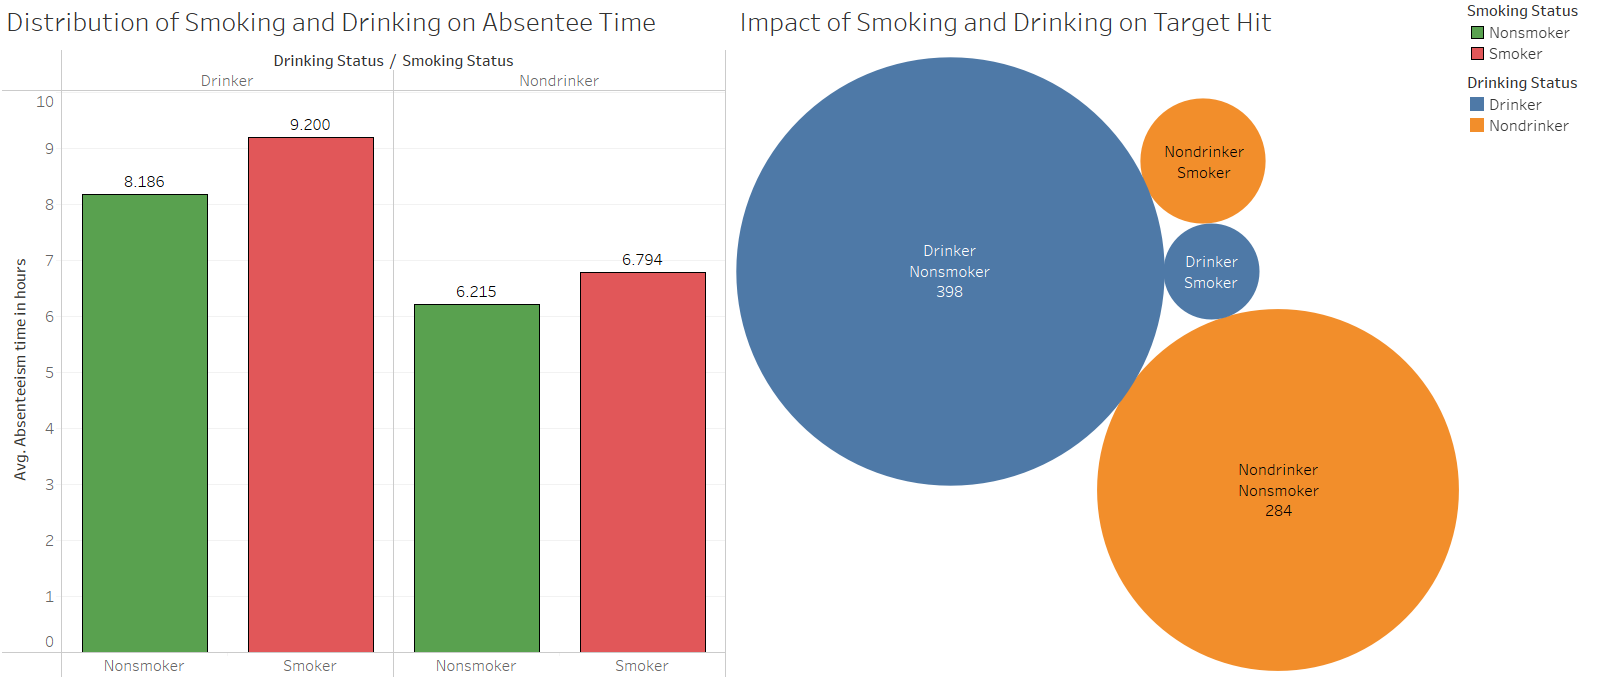 Distribution of Smoking and Drinking on Absentee Time
Drinking Status / Smoking Status
Drinker
Nondrinker
Avg. Absenteeism time in hours
10
9
8
7
6
5
4
3
2
1
0
8.186
9.200
6.215
6.794
Nonsmoker
Smoker
Nonsmoker
Smoker
Impact of Smoking and Drinking on Target Hit
Drinker
Nonsmoker
398
Nondrinker
Smoker
Drinker
Smoker
Nondrinker
Nonsmoker
284
Smoking Status
Nonsmoker
Smoker
Drinking Status
Drinker
Nondrinker